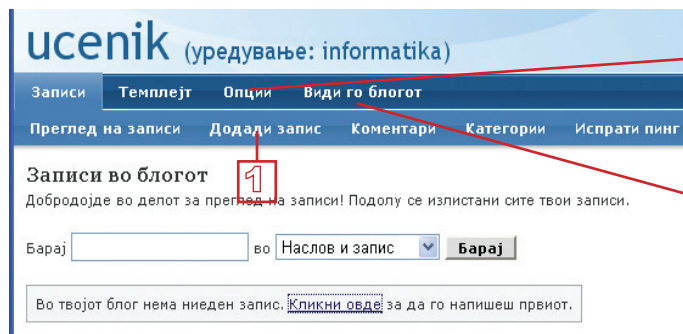 ucenik (уредување: informatika)
Записи Темплејт Опции Види го блогот
Преглед на записи Додади запис Коментари Категории Испрати пинг
1
Записи во блогот
Добродојде во делот за преглед на записи! Подолу се излистани сите твои записи.
Барај во Наслов и запис Барај
Во твојот блог нема ниеден запис. Кликни овде за да го напишеш првиот.